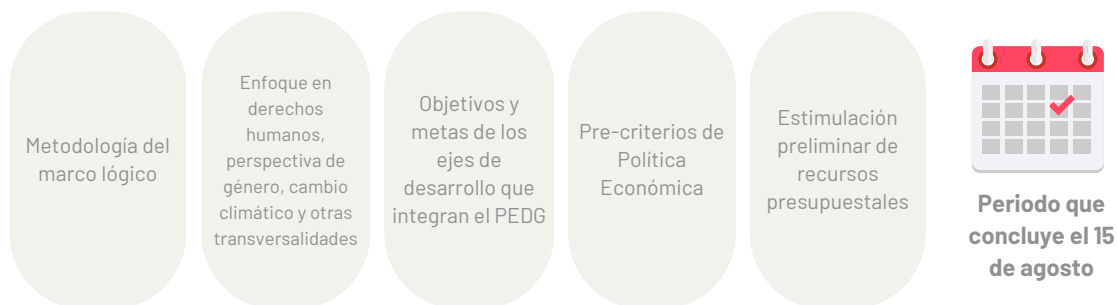 Metodología del
marco lógico
Enfoque en
derechos
humanos,
perspectiva de
género, cambio
climático y otras
transversalidades
Objetivos y
metas de los
ejes de
desarrollo que
integran el PEDG
Pre-criterios de
Política
Económica
Estimulación
preliminar de
recursos
presupuestales
Periodo que
concluye el 15
de agosto